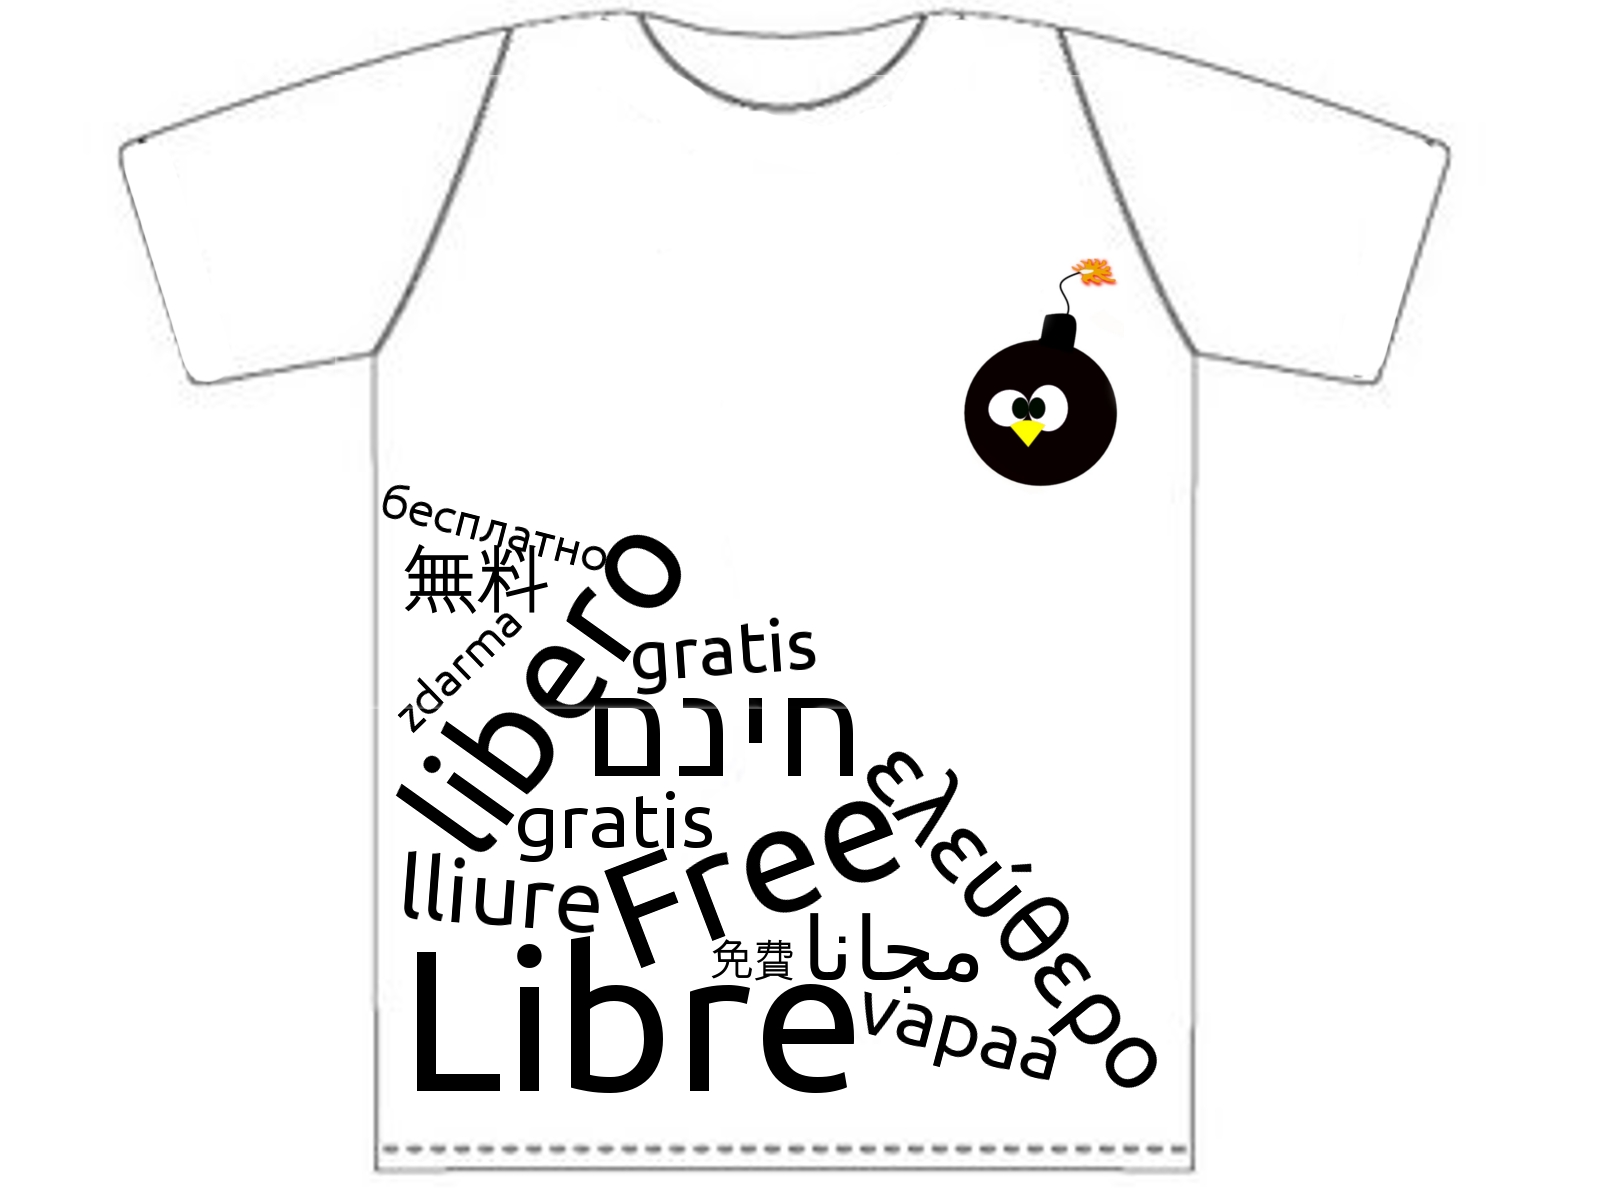 бесплатно
無料
zdarma
libero
gratis
חינם
ελεύθερο
gratis
Free
lliure
免費
مجانا
Libre
vapaa